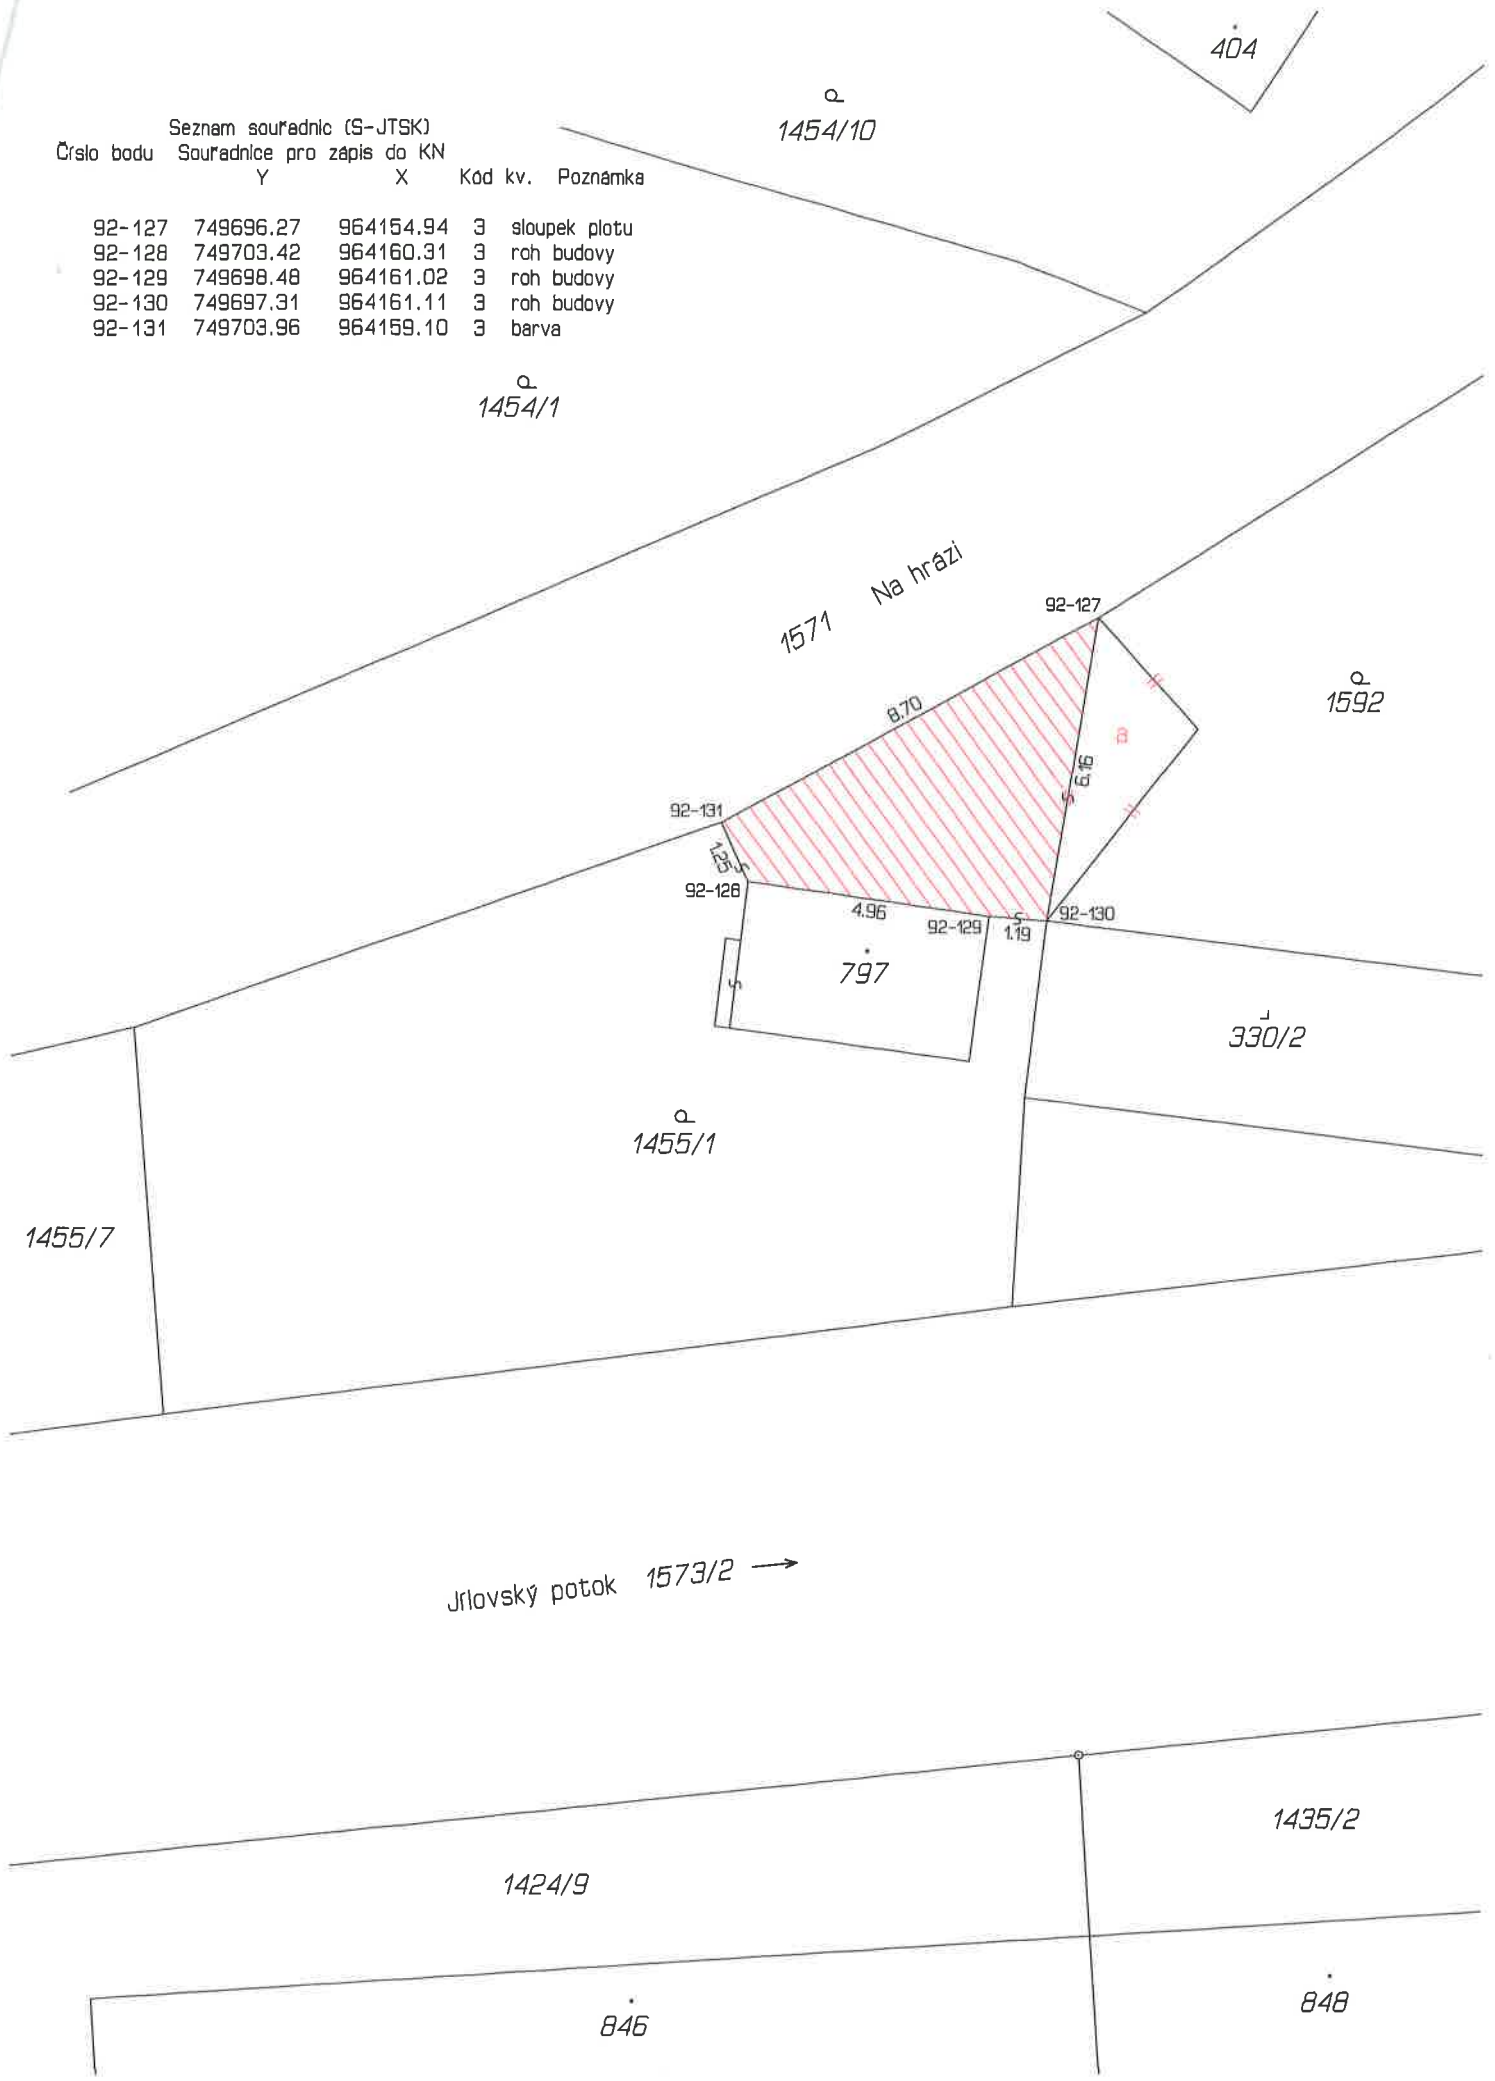 404
1454/10
Seznam souřadnic (S-JTSK)
Číslo bodu Souřadnice pro zápis do KN
Y X Kód kv. Poznámka
92-127 749696.27 964154.94 3 sloupek plotu
92-128 749703.42 964160.31 3 roh budovy
92-129 749698.48 964161.02 3 roh budovy
92-130 749697.31 964161.11 3 roh budovy
92-131 749703.96 964159.10 3 barva
1454/1
Na hrázi
1571
92-127
1592
8.70
a
6.16
92-131
1.25
92-128
4.96
92-129
1.19
92-130
797
330/2
1455/1
1455/7
Jílovský potok 1573/2
1435/2
1424/9
848
846